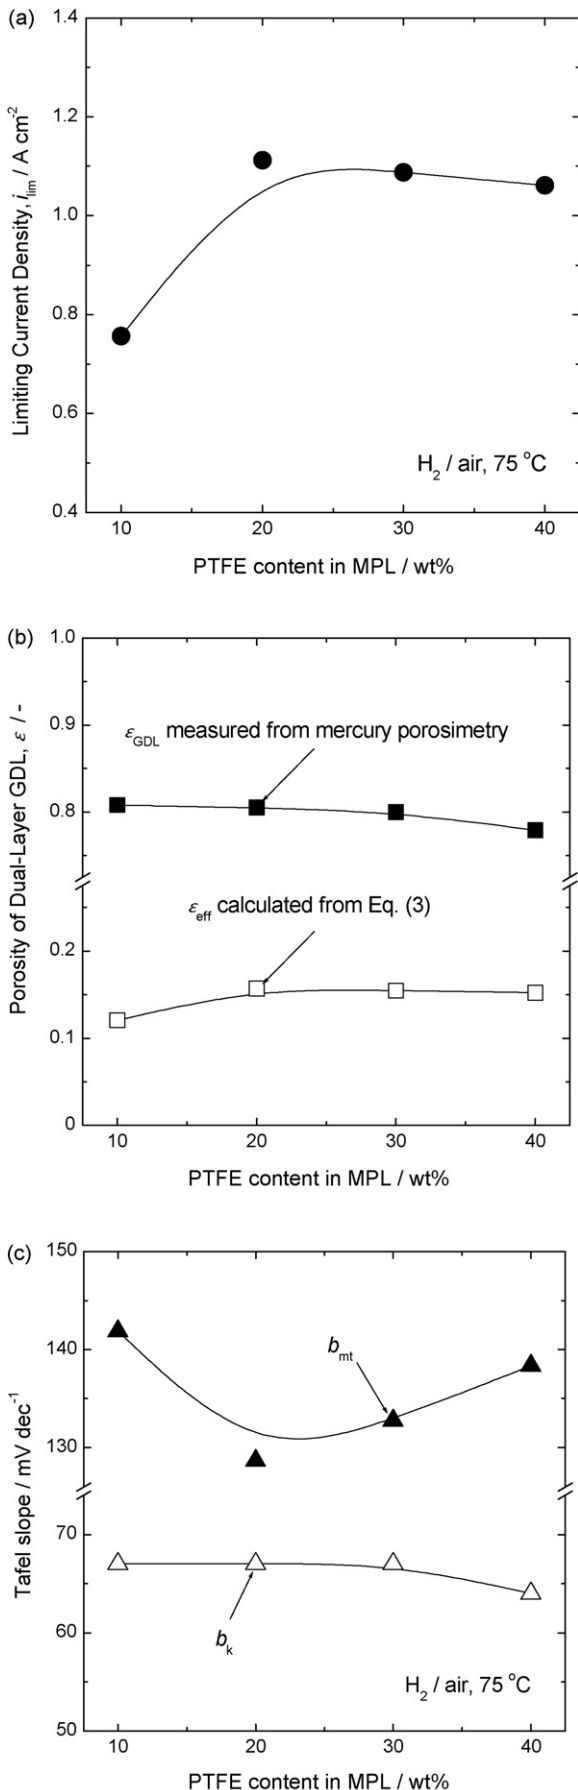 (a)
1.4
1.2
1.0
0.8
0.6
0.4
Limiting Current Density, i_lim / A cm⁻²
H₂ / air, 75 °C
10 20 30 40
PTFE content in MPL / wt%
(b)
1.0
0.9
0.8
0.2
0.1
0
Porosity of Dual-Layer GDL, ε / -
ε_GDL measured from mercury porosimetry
ε_eff calculated from Eq. (3)
10 20 30 40
PTFE content in MPL / wt%
(c)
150
140
130
70
60
50
Tafel slope / mV dec⁻¹
b_mt
b_k
H₂ / air, 75 °C
10 20 30 40
PTFE content in MPL / wt%